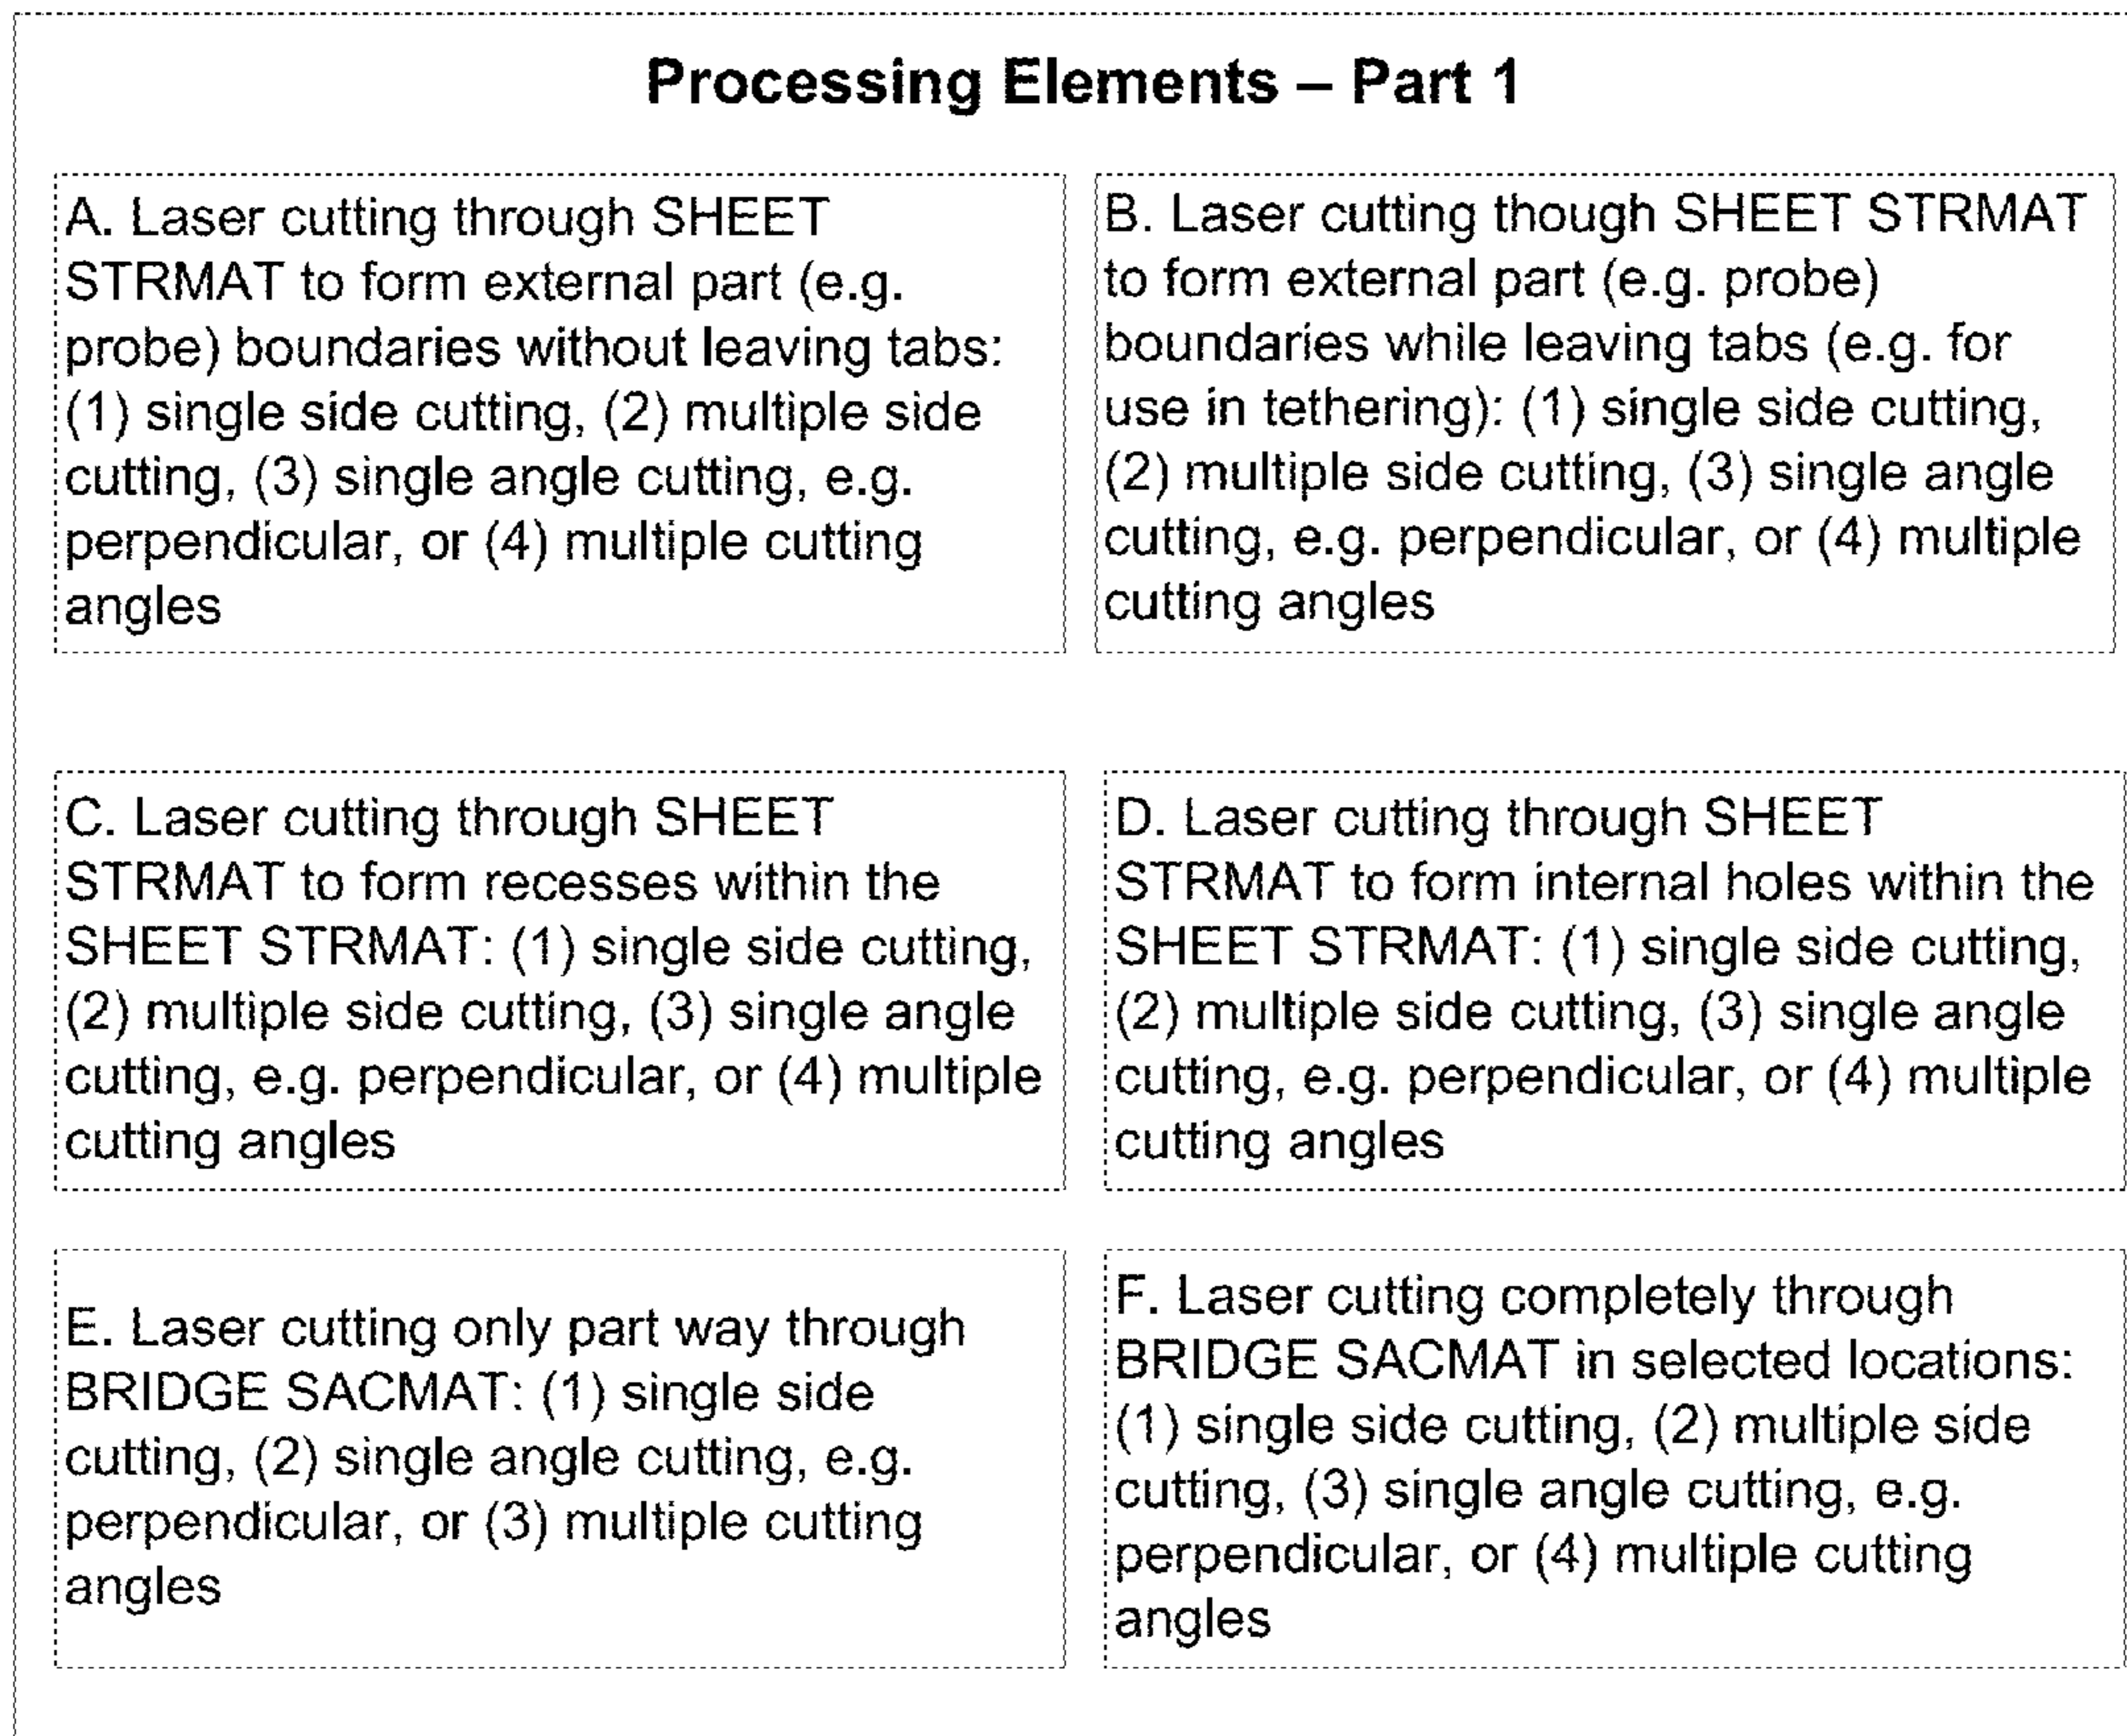 Processing Elements – Part 1
A. Laser cutting through SHEET
STRMAT to form external part (e.g.
probe) boundaries without leaving tabs:
(1) single side cutting, (2) multiple side
cutting, (3) single angle cutting, e.g.
perpendicular, or (4) multiple cutting
angles
B. Laser cutting though SHEET STRMAT
to form external part (e.g. probe)
boundaries while leaving tabs (e.g. for
use in tethering): (1) single side cutting,
(2) multiple side cutting, (3) single angle
cutting, e.g. perpendicular, or (4) multiple
cutting angles
C. Laser cutting through SHEET
STRMAT to form recesses within the
SHEET STRMAT: (1) single side cutting,
(2) multiple side cutting, (3) single angle
cutting, e.g. perpendicular, or (4) multiple
cutting angles
D. Laser cutting through SHEET
STRMAT to form internal holes within the
SHEET STRMAT: (1) single side cutting,
(2) multiple side cutting, (3) single angle
cutting, e.g. perpendicular, or (4) multiple
cutting angles
E. Laser cutting only part way through
BRIDGE SACMAT: (1) single side
cutting, (2) single angle cutting, e.g.
perpendicular, or (3) multiple cutting
angles
F. Laser cutting completely through
BRIDGE SACMAT in selected locations:
(1) single side cutting, (2) multiple side
cutting, (3) single angle cutting, e.g.
perpendicular, or (4) multiple cutting
angles